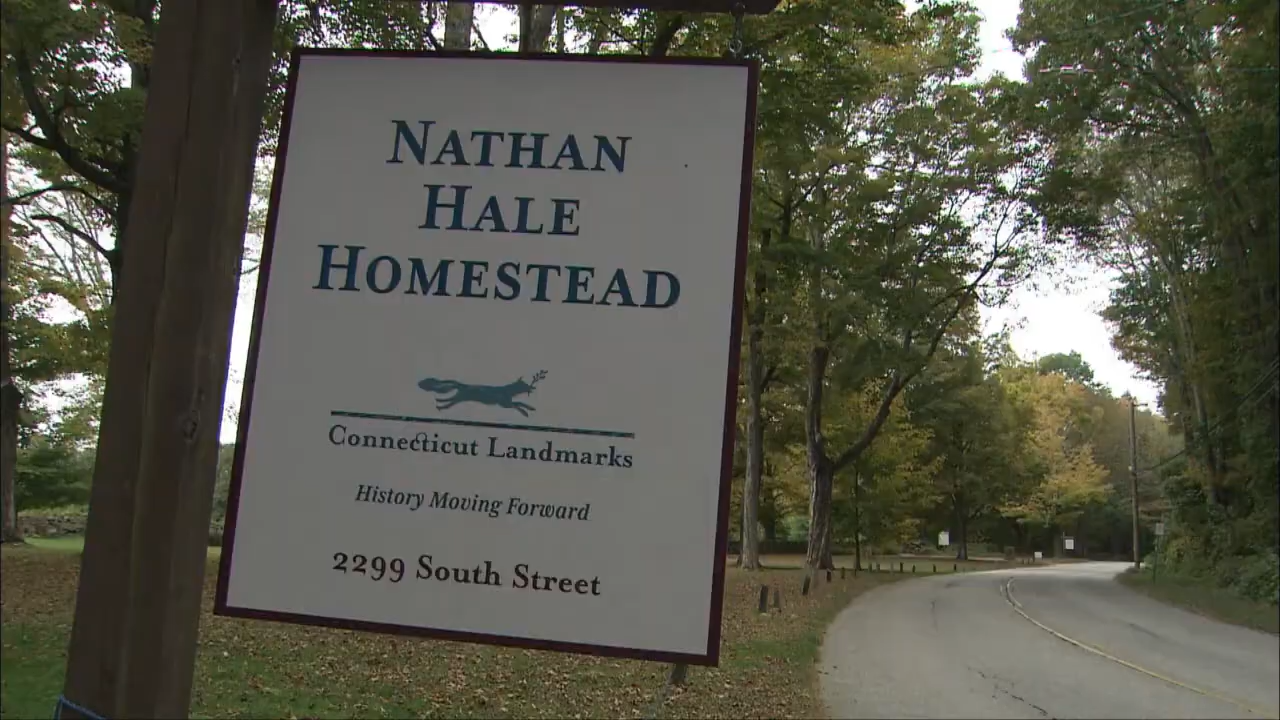 NATHAN
HALE
HOMESTEAD
Connecticut Landmarks
History Moving Forward
2299 South Street